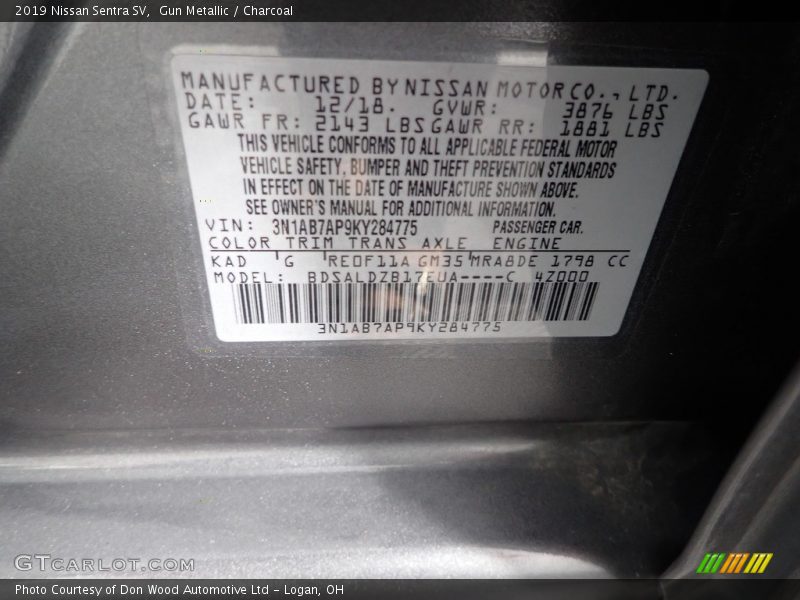 2019 Nissan Sentra SV,  Gun Metallic / Charcoal
MANUFACTURED BY NISSAN MOTOR CO., LTD.
DATE: 12/18. GVWR: 3876 LBS
GAWR FR: 2143 LBS GAWR RR: 1881 LBS
THIS VEHICLE CONFORMS TO ALL APPLICABLE FEDERAL MOTOR
VEHICLE SAFETY, BUMPER AND THEFT PREVENTION STANDARDS
IN EFFECT ON THE DATE OF MANUFACTURE SHOWN ABOVE.
SEE OWNER'S MANUAL FOR ADDITIONAL INFORMATION.
VIN: 3N1AB7AP9KY284775 PASSENGER CAR.
COLOR TRIM TRANS AXLE ENGINE
KAD G RE0F11A GM35 MRA8DE 1798 CC
MODEL: BDSALDZB17EUA----C 4Z000
3N1AB7AP9KY284775
GTCARLOT.COM
Photo Courtesy of Don Wood Automotive Ltd - Logan, OH